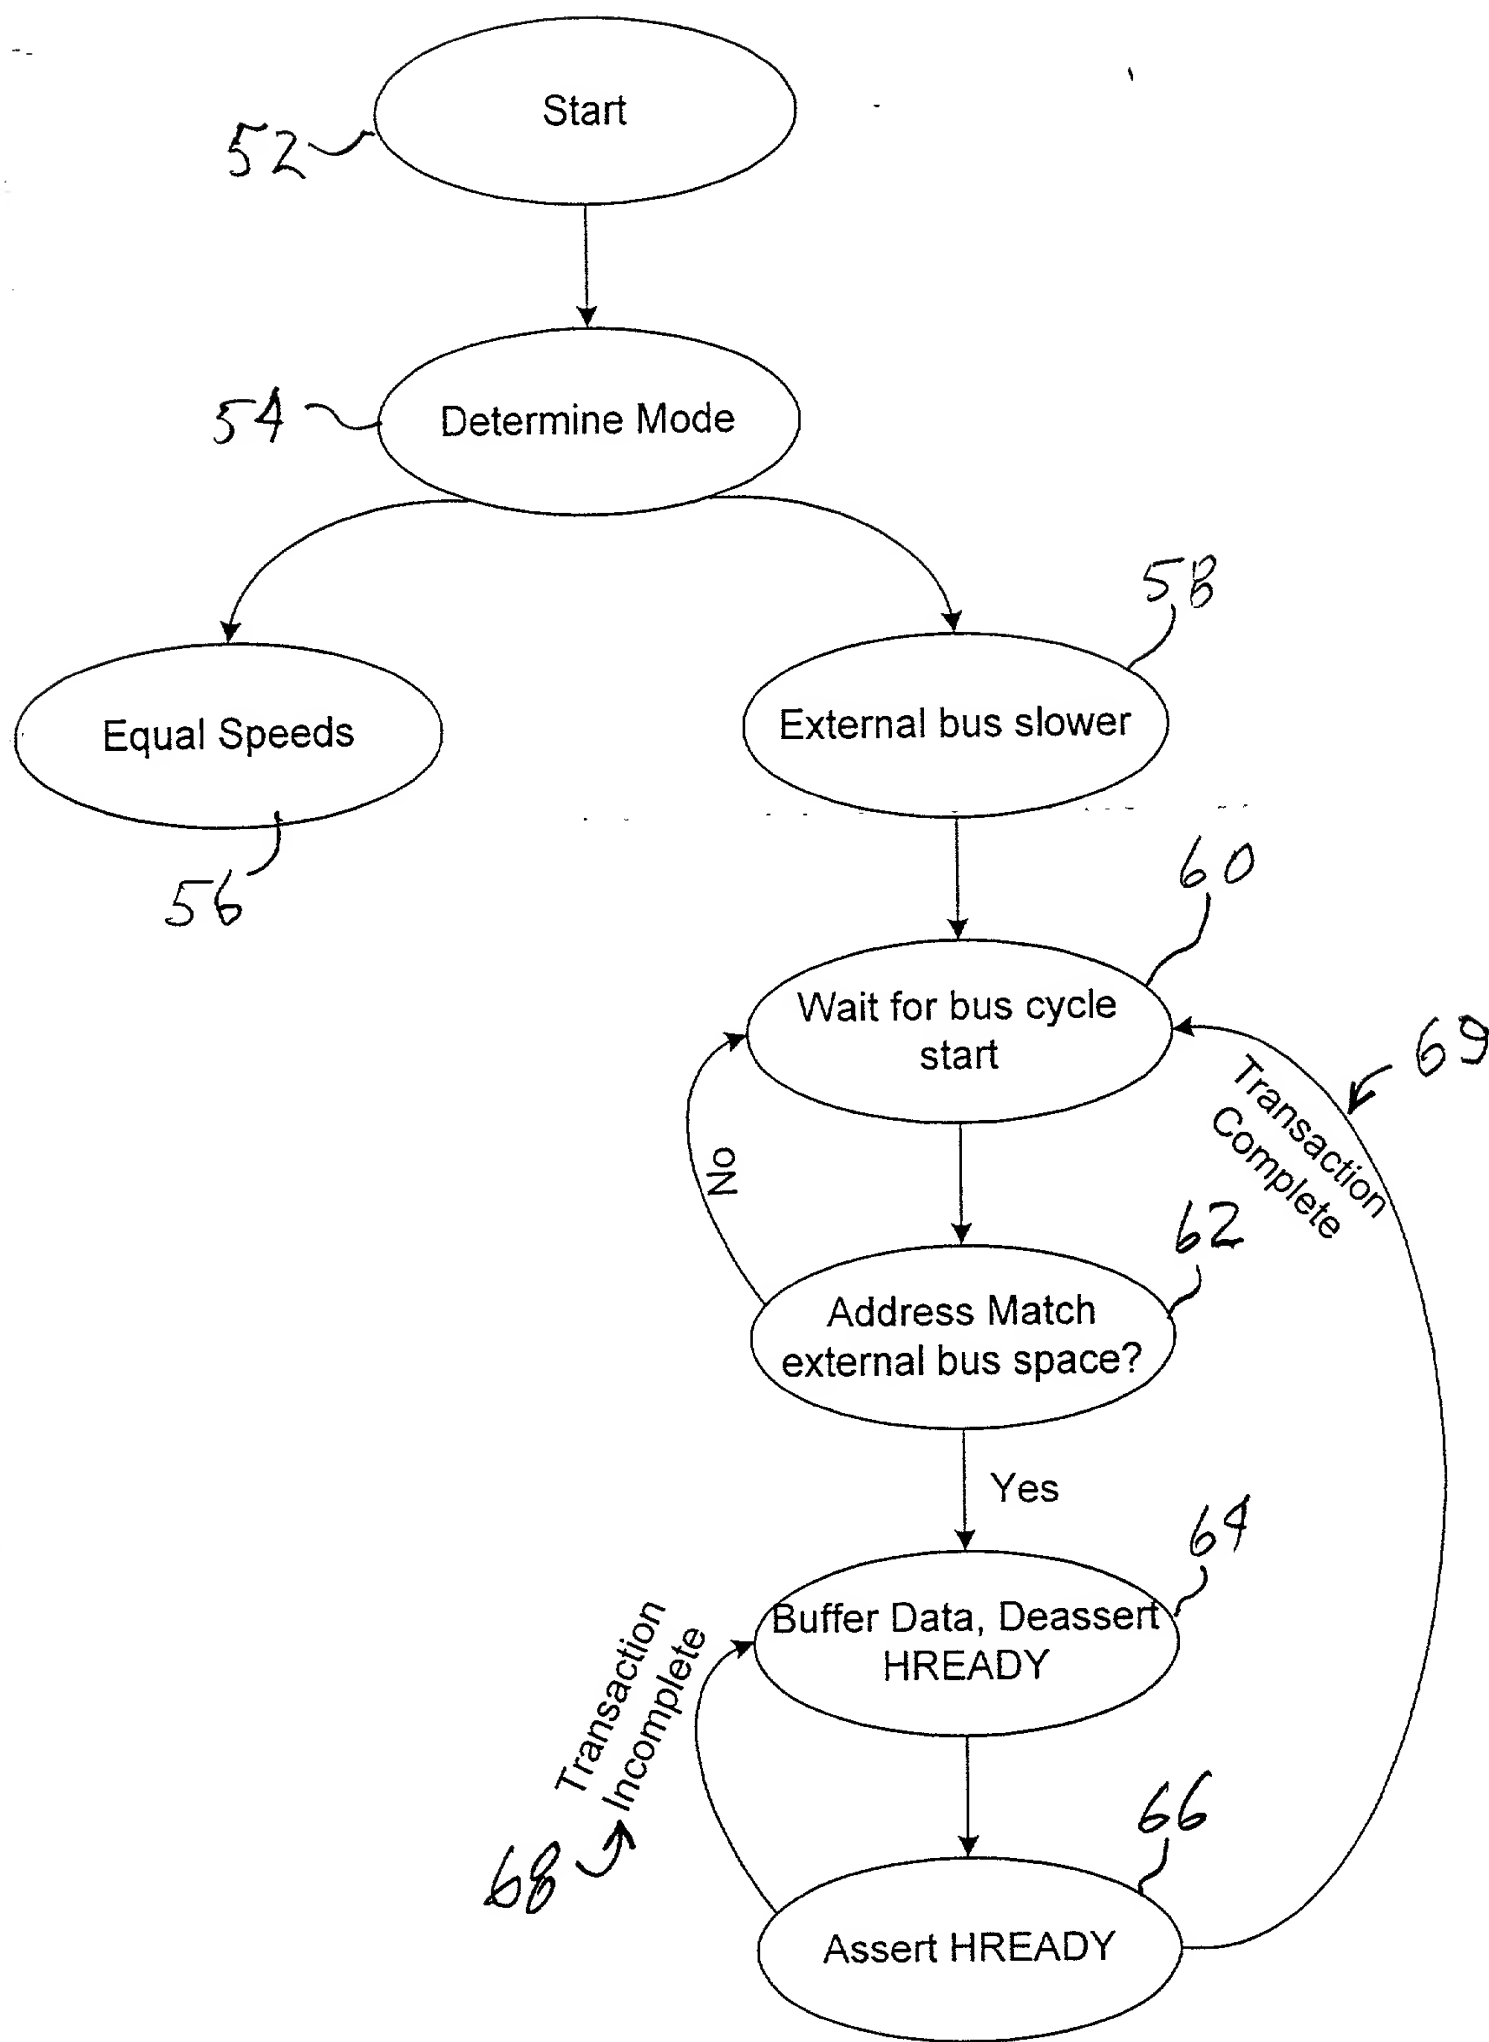 Start
52
Determine Mode
54
58
External bus slower
Equal Speeds
56
60
Wait for bus cycle
start
69
Transaction
Complete
No
62
Address Match
external bus space?
Yes
64
Buffer Data, Deassert
HREADY
Transaction
Incomplete
68
66
Assert HREADY